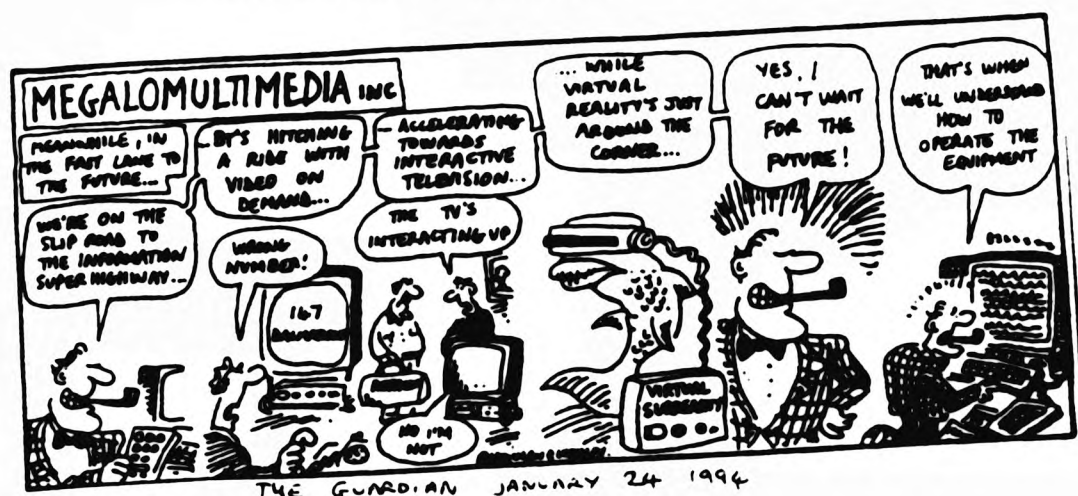 MEGALOMULTIMEDIA INC
MEANWHILE, IN
THE FAST LANE TO
THE FUTURE...
WE'RE ON THE
SLIP ROAD TO
THE INFORMATION
SUPER HIGHWAY...
BT'S HITCHING
A RIDE WITH
VIDEO ON
DEMAND...
WRONG
NUMBER!
167
... ACCELERATING
TOWARDS
INTERACTIVE
TELEVISION...
THE TV'S
INTERACTING UP
NO I'M
NOT
... WHILE
VIRTUAL
REALITY'S JUST
AROUND THE
CORNER...
VIRTUAL
YES, I
CAN'T WAIT
FOR THE
FUTURE!
THAT'S WHEN
WE'LL UNDERSTAND
HOW TO
OPERATE THE
EQUIPMENT
THE GUARDIAN JANUARY 24 1994